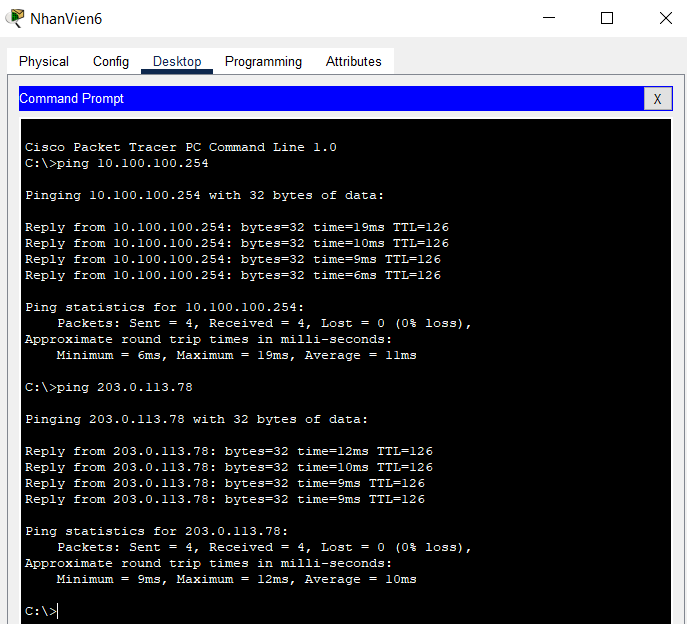 NhanVien6
Physical Config Desktop Programming Attributes
Command Prompt X
Cisco Packet Tracer PC Command Line 1.0
C:\>ping 10.100.100.254
Pinging 10.100.100.254 with 32 bytes of data:
Reply from 10.100.100.254: bytes=32 time=19ms TTL=126
Reply from 10.100.100.254: bytes=32 time=10ms TTL=126
Reply from 10.100.100.254: bytes=32 time=9ms TTL=126
Reply from 10.100.100.254: bytes=32 time=6ms TTL=126
Ping statistics for 10.100.100.254:
Packets: Sent = 4, Received = 4, Lost = 0 (0% loss),
Approximate round trip times in milli-seconds:
Minimum = 6ms, Maximum = 19ms, Average = 11ms
C:\>ping 203.0.113.78
Pinging 203.0.113.78 with 32 bytes of data:
Reply from 203.0.113.78: bytes=32 time=12ms TTL=126
Reply from 203.0.113.78: bytes=32 time=10ms TTL=126
Reply from 203.0.113.78: bytes=32 time=9ms TTL=126
Reply from 203.0.113.78: bytes=32 time=9ms TTL=126
Ping statistics for 203.0.113.78:
Packets: Sent = 4, Received = 4, Lost = 0 (0% loss),
Approximate round trip times in milli-seconds:
Minimum = 9ms, Maximum = 12ms, Average = 10ms
C:\>